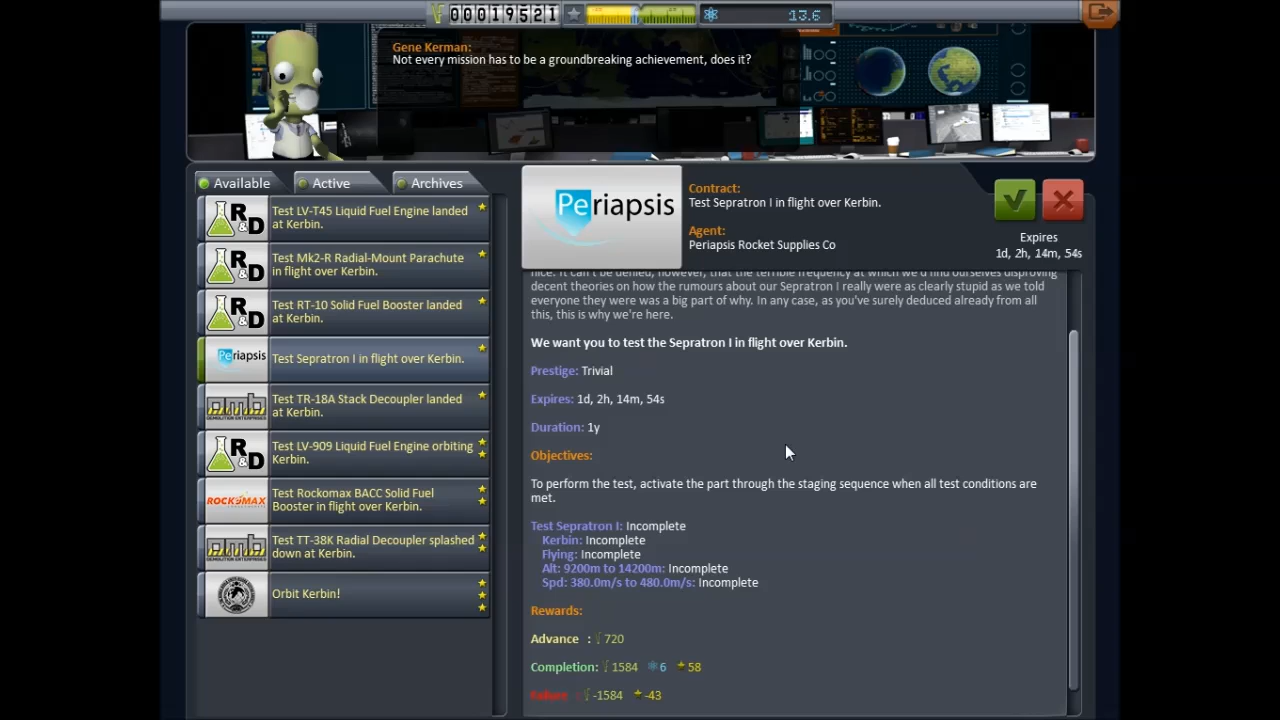 00019521
13.6
Gene Kerman:
Not every mission has to be a groundbreaking achievement, does it?
Available
Active
Archives
R&D
Test LV-T45 Liquid Fuel Engine landed
at Kerbin.
R&D
Test Mk2-R Radial-Mount Parachute
in flight over Kerbin.
R&D
Test RT-10 Solid Fuel Booster landed
at Kerbin.
Periapsis
Test Sepratron I in flight over Kerbin.
Test TR-18A Stack Decoupler landed
at Kerbin.
R&D
Test LV-909 Liquid Fuel Engine orbiting
Kerbin.
ROCKOMAX
Test Rockomax BACC Solid Fuel
Booster in flight over Kerbin.
Test TT-38K Radial Decoupler splashed
down at Kerbin.
Orbit Kerbin!
Periapsis
Contract:
Test Sepratron I in flight over Kerbin.
Agent:
Periapsis Rocket Supplies Co
Expires
1d, 2h, 14m, 54s
nice. It can't be denied, however, that the terrible frequency at which we'd find ourselves disproving
decent theories on how the rumours about our Sepratron I really were as clearly stupid as we told
everyone they were was a big part of why. In any case, as you've surely deduced already from all
this, this is why we're here.
We want you to test the Sepratron I in flight over Kerbin.
Prestige: Trivial
Expires: 1d, 2h, 14m, 54s
Duration: 1y
Objectives:
To perform the test, activate the part through the staging sequence when all test conditions are
met.
Test Sepratron I: Incomplete
Kerbin: Incomplete
Flying: Incomplete
Alt: 9200m to 14200m: Incomplete
Spd: 380.0m/s to 480.0m/s: Incomplete
Rewards:
Advance : 720
Completion: 1584 6 58
Failure : -1584 -43